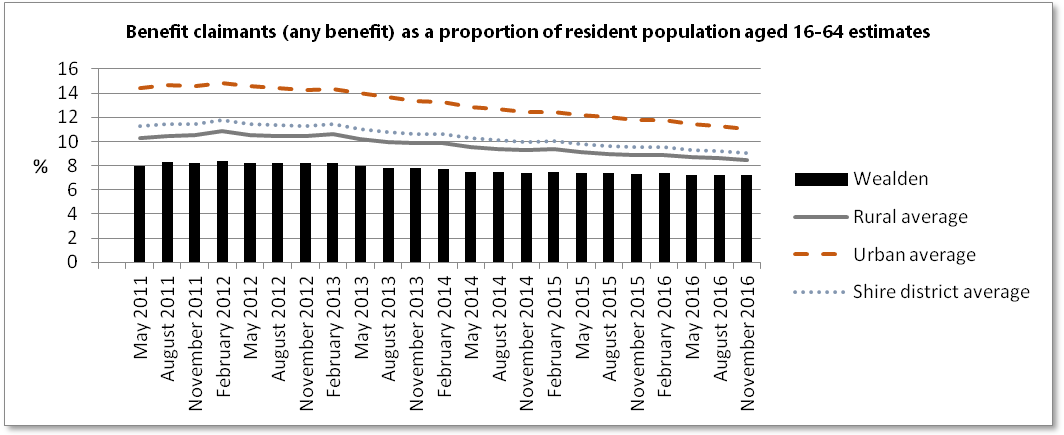 Benefit claimants (any benefit) as a proportion of resident population aged 16-64 estimates
16
14
12
10
8
6
4
2
0
%
May 2011
August 2011
November 2011
February 2012
May 2012
August 2012
November 2012
February 2013
May 2013
August 2013
November 2013
February 2014
May 2014
August 2014
November 2014
February 2015
May 2015
August 2015
November 2015
February 2016
May 2016
August 2016
November 2016
Wealden
Rural average
Urban average
Shire district average